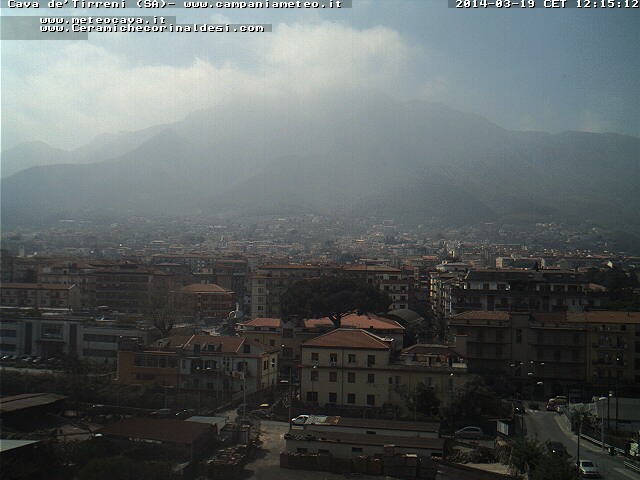 Cava de'Tirreni (SA)- www.campaniameteo.it
2014-03-19 CET 12:15:12
www.meteocava.it
www.Ceramichecorinaldesi.com